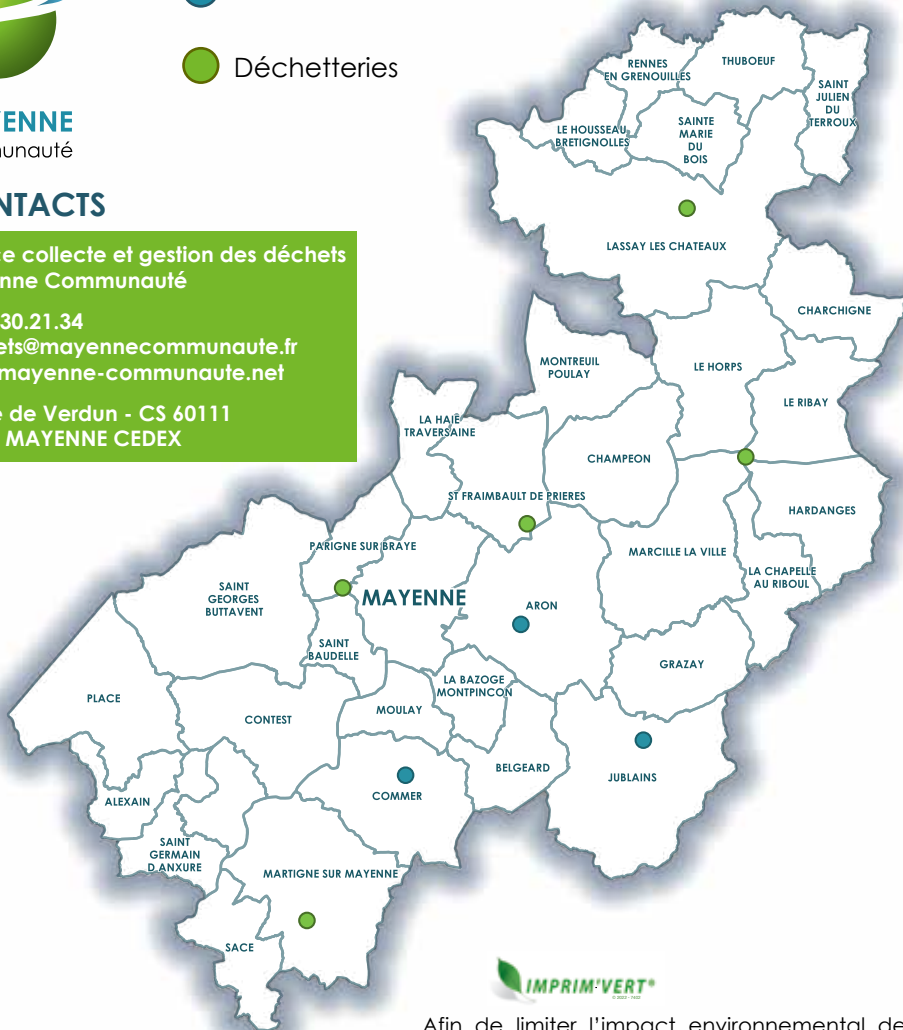 Déchetteries
ENNE
unauté
NTACTS
e collecte et gestion des déchets
nne Communauté
30.21.34
ets@mayennecommunaute.fr
mayenne-communaute.net
e de Verdun - CS 60111
MAYENNE CEDEX
RENNES
EN GRENOUILLES
THUBOEUF
SAINT
JULIEN
DU
TERROUX
LE HOUSSEAU
BRETIGNOLLES
SAINTE
MARIE
DU
BOIS
LASSAY LES CHATEAUX
CHARCHIGNE
MONTREUIL
POULAY
LE HORPS
LE RIBAY
LA HAIE
TRAVERSAINE
CHAMPEON
ST FRAIMBAULT DE PRIERES
HARDANGES
PARIGNE SUR BRAYE
MARCILLE LA VILLE
LA CHAPELLE
AU RIBOUL
SAINT
GEORGES
BUTTAVENT
MAYENNE
ARON
SAINT
BAUDELLE
GRAZAY
LA BAZOGE
MONTPINCON
PLACE
CONTEST
MOULAY
BELGEARD
JUBLAINS
ALEXAIN
COMMER
SAINT
GERMAIN
D ANXURE
MARTIGNE SUR MAYENNE
SACE
IMPRIM'VERT®
Afin de limiter l'impact environnemental de